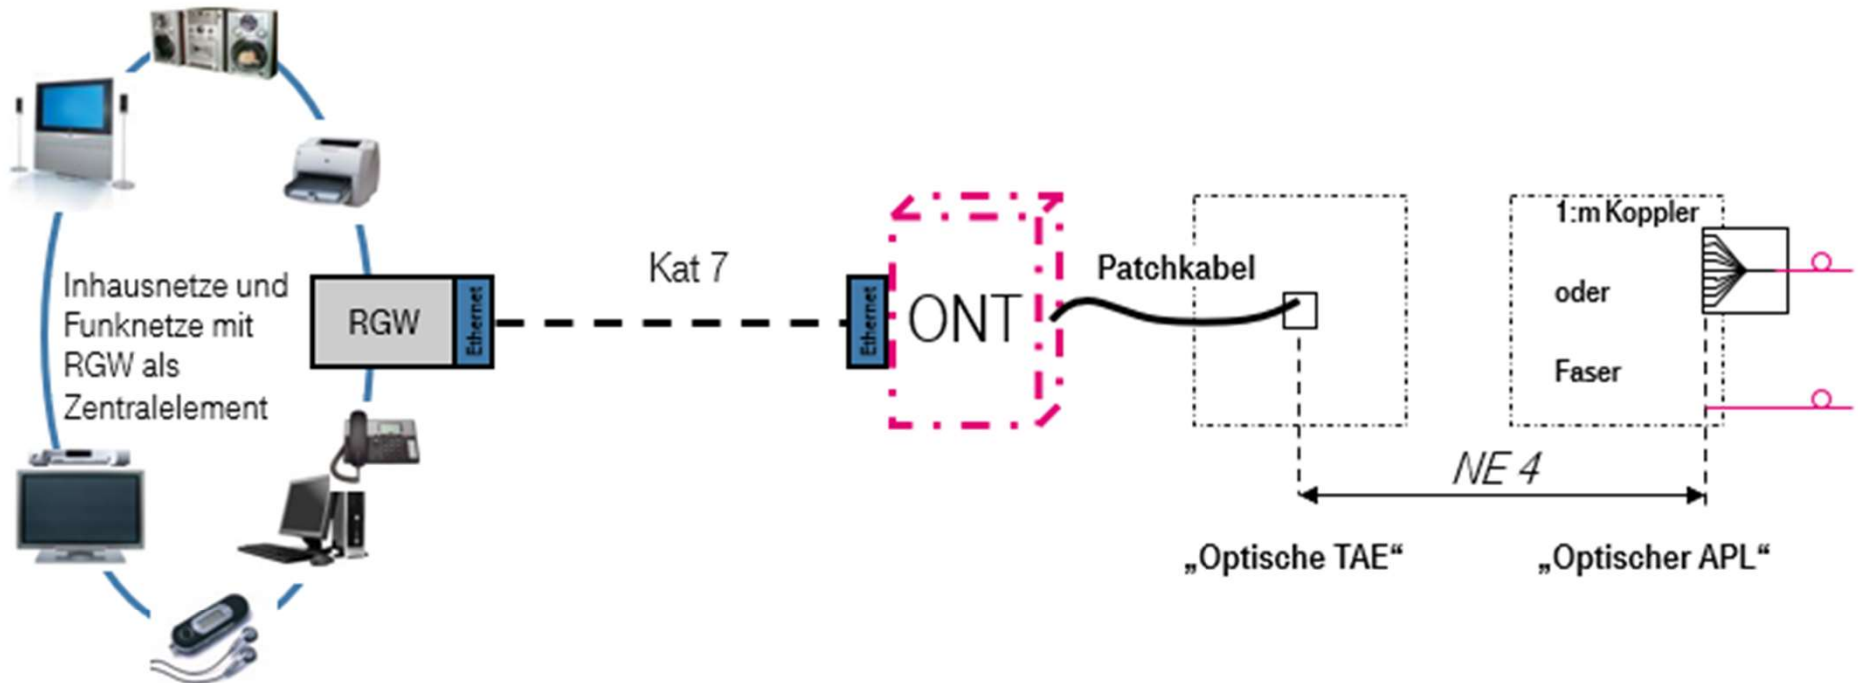 Inhausnetze und
Funknetze mit
RGW als
Zentralelement
RGW
Ethernet
Kat 7
Ethernet
ONT
Patchkabel
1:m Koppler
oder
Faser
NE 4
„Optische TAE“
„Optischer APL“